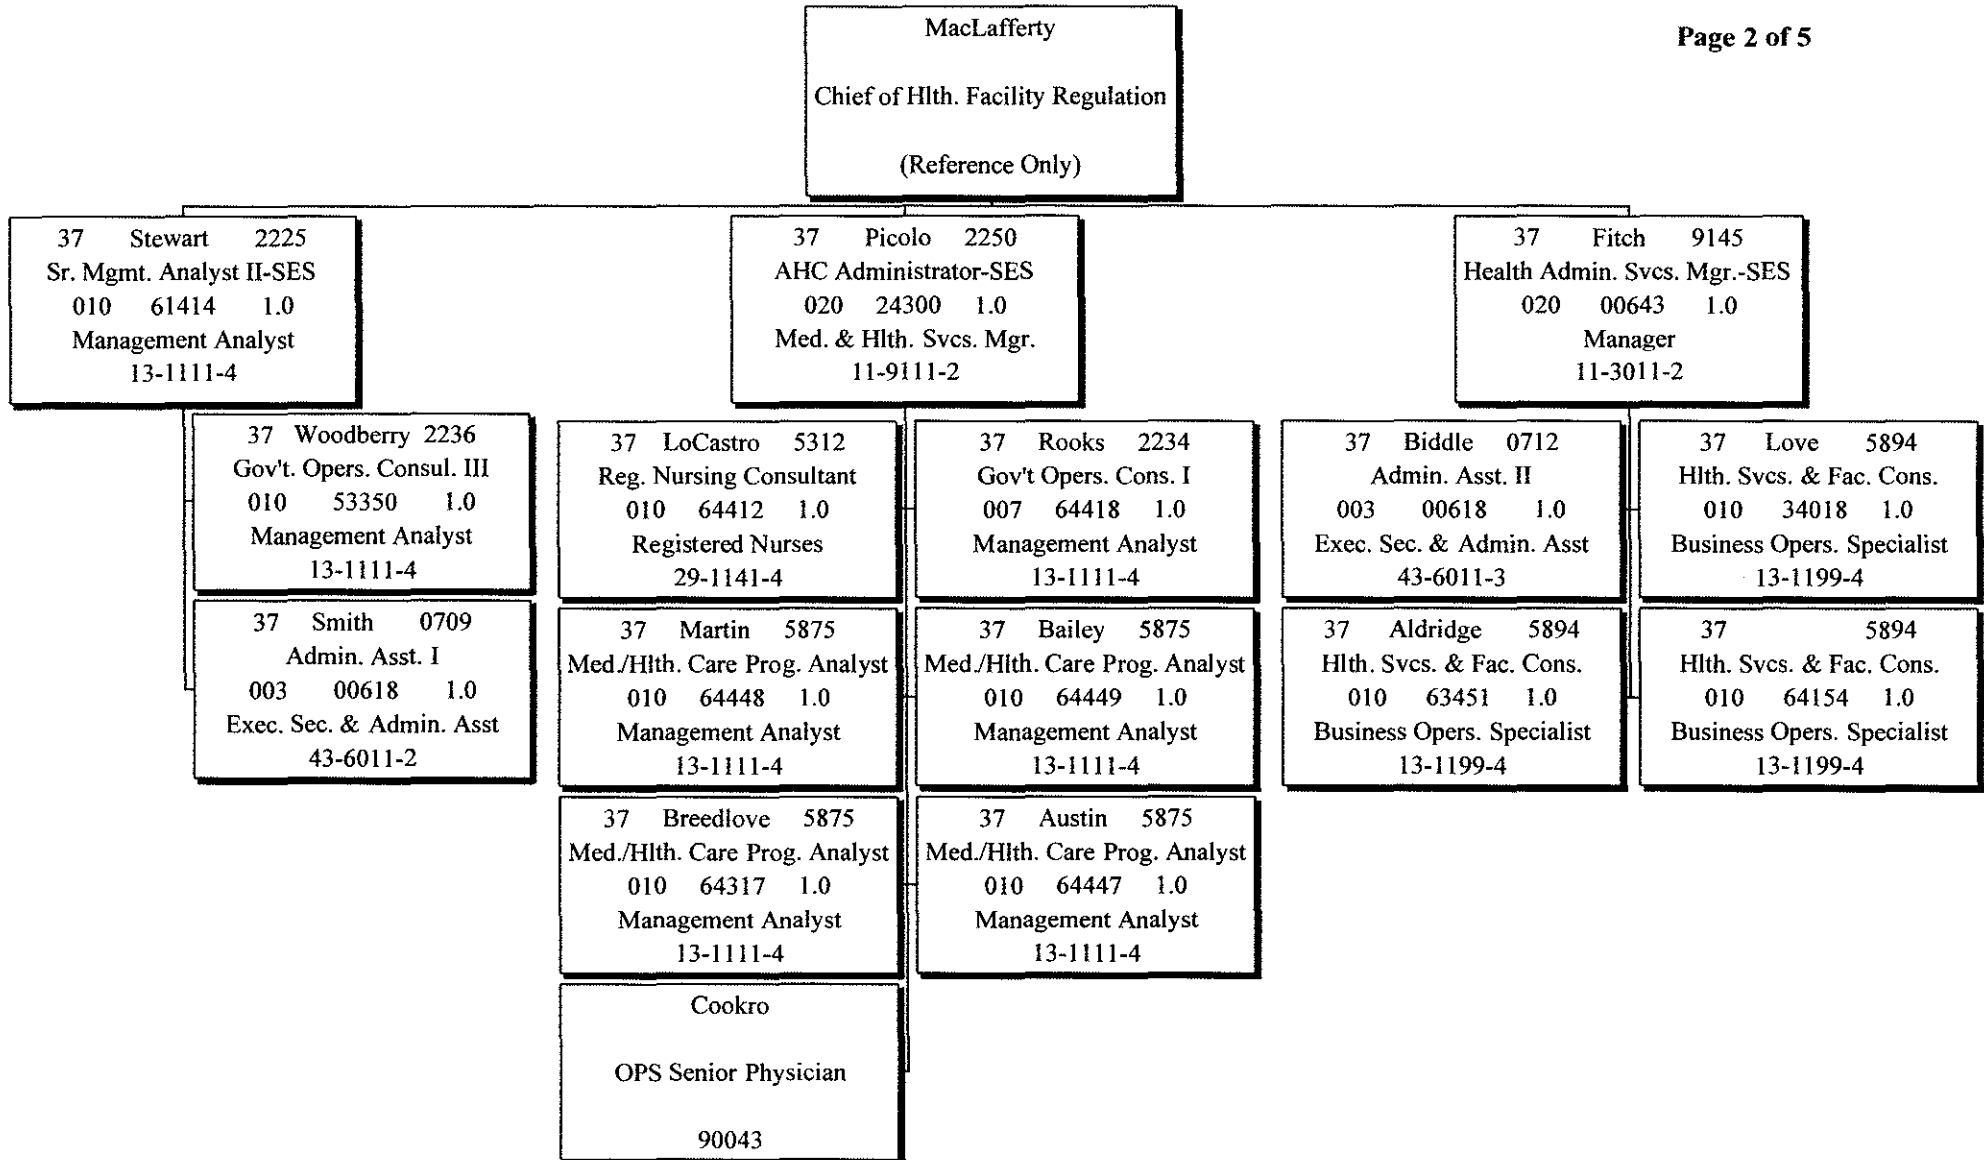 Page 2 of 5
MacLafferty
Chief of Hlth. Facility Regulation
(Reference Only)
37 Stewart 2225
Sr. Mgmt. Analyst II-SES
010 61414 1.0
Management Analyst
13-1111-4
37 Picolo 2250
AHC Administrator-SES
020 24300 1.0
Med. & Hlth. Svcs. Mgr.
11-9111-2
37 Fitch 9145
Health Admin. Svcs. Mgr.-SES
020 00643 1.0
Manager
11-3011-2
37 Woodberry 2236
Gov't. Opers. Consul. III
010 53350 1.0
Management Analyst
13-1111-4
37 Smith 0709
Admin. Asst. I
003 00618 1.0
Exec. Sec. & Admin. Asst
43-6011-2
37 LoCastro 5312
Reg. Nursing Consultant
010 64412 1.0
Registered Nurses
29-1141-4
37 Rooks 2234
Gov't Opers. Cons. I
007 64418 1.0
Management Analyst
13-1111-4
37 Martin 5875
Med./Hlth. Care Prog. Analyst
010 64448 1.0
Management Analyst
13-1111-4
37 Bailey 5875
Med./Hlth. Care Prog. Analyst
010 64449 1.0
Management Analyst
13-1111-4
37 Breedlove 5875
Med./Hlth. Care Prog. Analyst
010 64317 1.0
Management Analyst
13-1111-4
37 Austin 5875
Med./Hlth. Care Prog. Analyst
010 64447 1.0
Management Analyst
13-1111-4
Cookro
OPS Senior Physician
90043
37 Biddle 0712
Admin. Asst. II
003 00618 1.0
Exec. Sec. & Admin. Asst
43-6011-3
37 Love 5894
Hlth. Svcs. & Fac. Cons.
010 34018 1.0
Business Opers. Specialist
13-1199-4
37 Aldridge 5894
Hlth. Svcs. & Fac. Cons.
010 63451 1.0
Business Opers. Specialist
13-1199-4
37 5894
Hlth. Svcs. & Fac. Cons.
010 64154 1.0
Business Opers. Specialist
13-1199-4